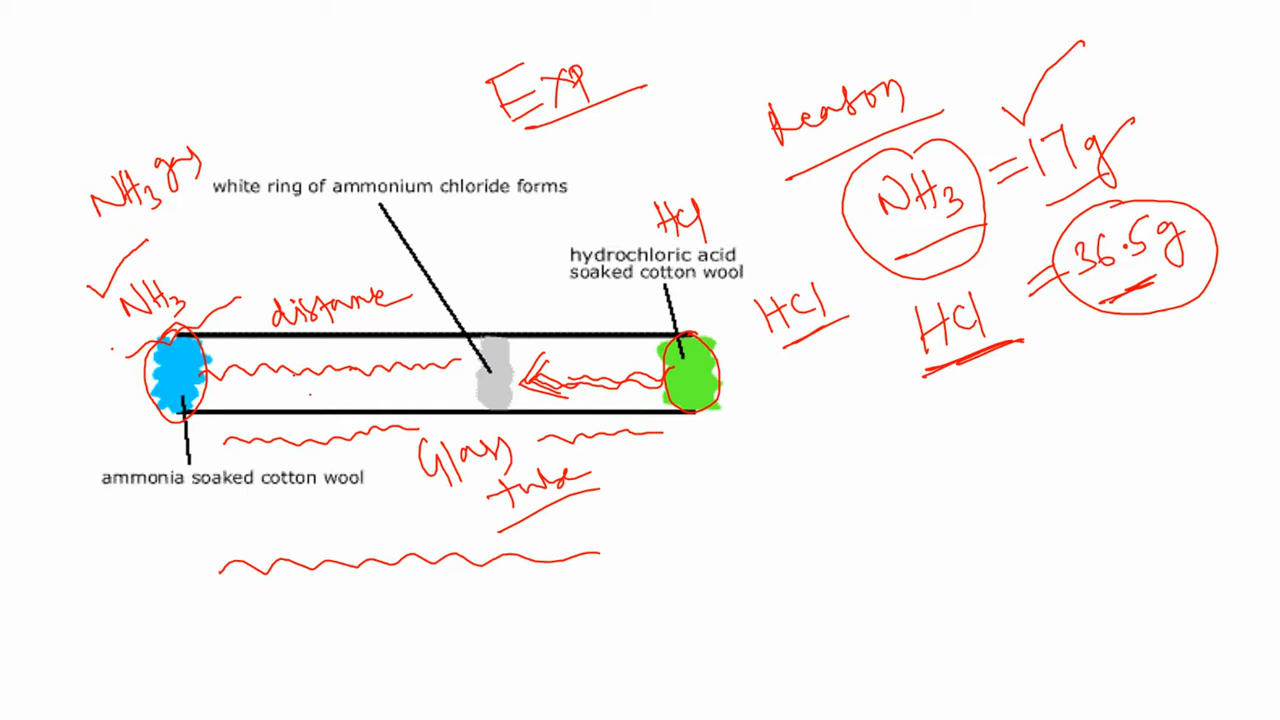 Exp
Reason
NH3 = 17g
NH3 gas
white ring of ammonium chloride forms
HCl
= 36.5g
hydrochloric acid
soaked cotton wool
NH3
distance
HCl
HCl
Glass
tube
ammonia soaked cotton wool